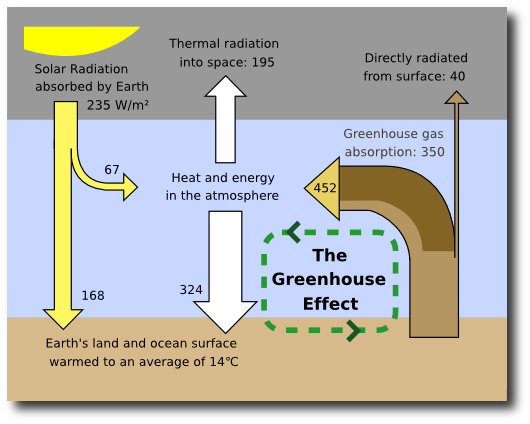 Thermal radiation
into space: 195
Directly radiated
from surface: 40
Solar Radiation
absorbed by Earth
235 W/m²
Greenhouse gas
absorption: 350
67
Heat and energy
in the atmosphere
452
The
Greenhouse
Effect
324
168
Earth's land and ocean surface
warmed to an average of 14°C